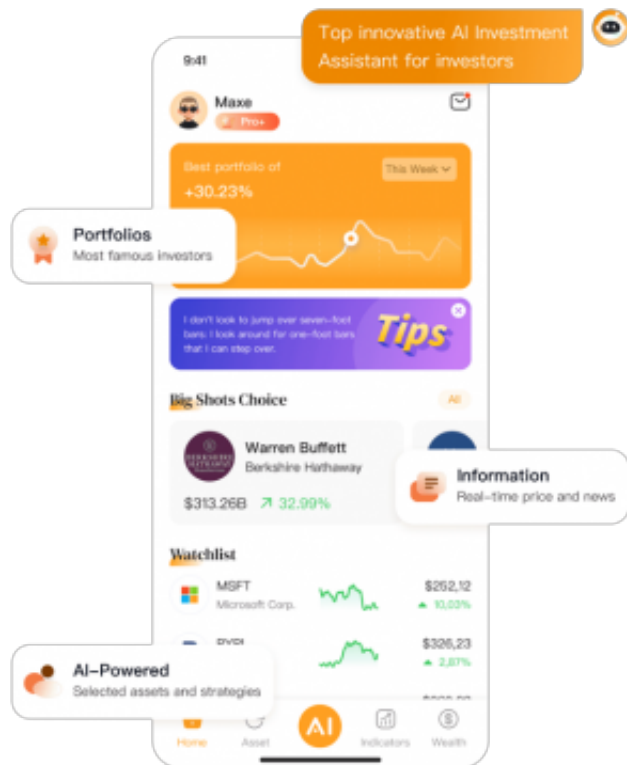 Top innovative AI Investment
Assistant for investors
9:41
Maxe
Pro+
Best portfolio of
This Week
+30.23%
Portfolios
Most famous investors
I don't look to jump over seven-foot
bars: I look around for one-foot bars
that I can step over.
Tips
Big Shots Choice
All
BERKSHIRE
HATHAWAY
Warren Buffett
Berkshire Hathaway
$313.26B
32.99%
Information
Real-time price and news
Watchlist
MSFT
Microsoft Corp.
$252,12
10,03%
PYPL
$326,23
2,87%
AI-Powered
Selected assets and strategies
Home
Asset
AI
Indicators
Wealth